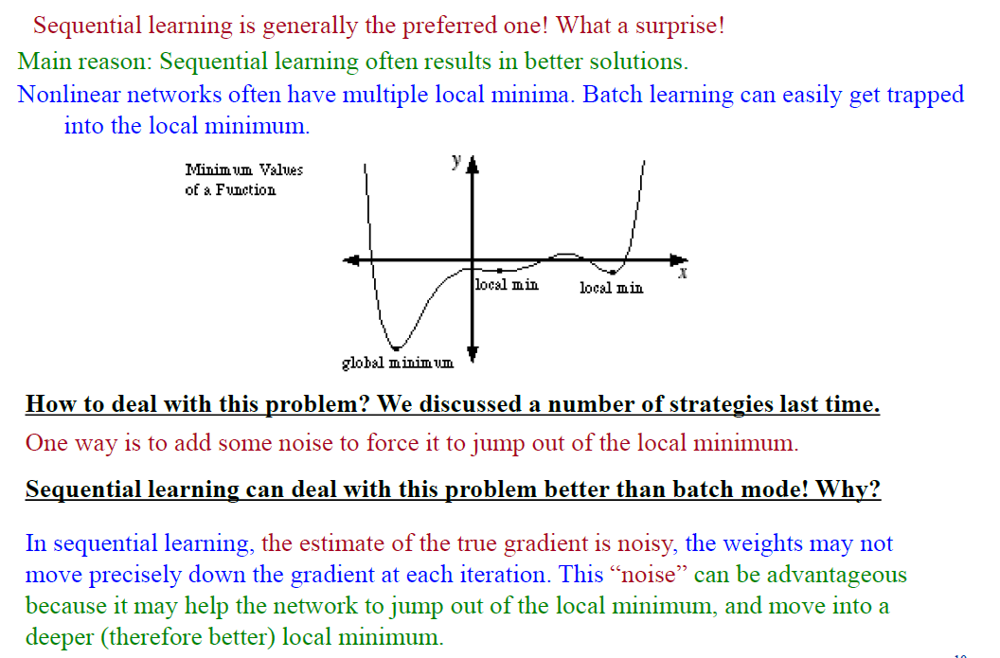 Sequential learning is generally the preferred one! What a surprise!
Main reason: Sequential learning often results in better solutions.
Nonlinear networks often have multiple local minima. Batch learning can easily get trapped
into the local minimum.
Minimum Values
of a Function
y
x
local min
local min
global minimum
How to deal with this problem? We discussed a number of strategies last time.
One way is to add some noise to force it to jump out of the local minimum.
Sequential learning can deal with this problem better than batch mode! Why?
In sequential learning, the estimate of the true gradient is noisy, the weights may not
move precisely down the gradient at each iteration. This “noise” can be advantageous
because it may help the network to jump out of the local minimum, and move into a
deeper (therefore better) local minimum.